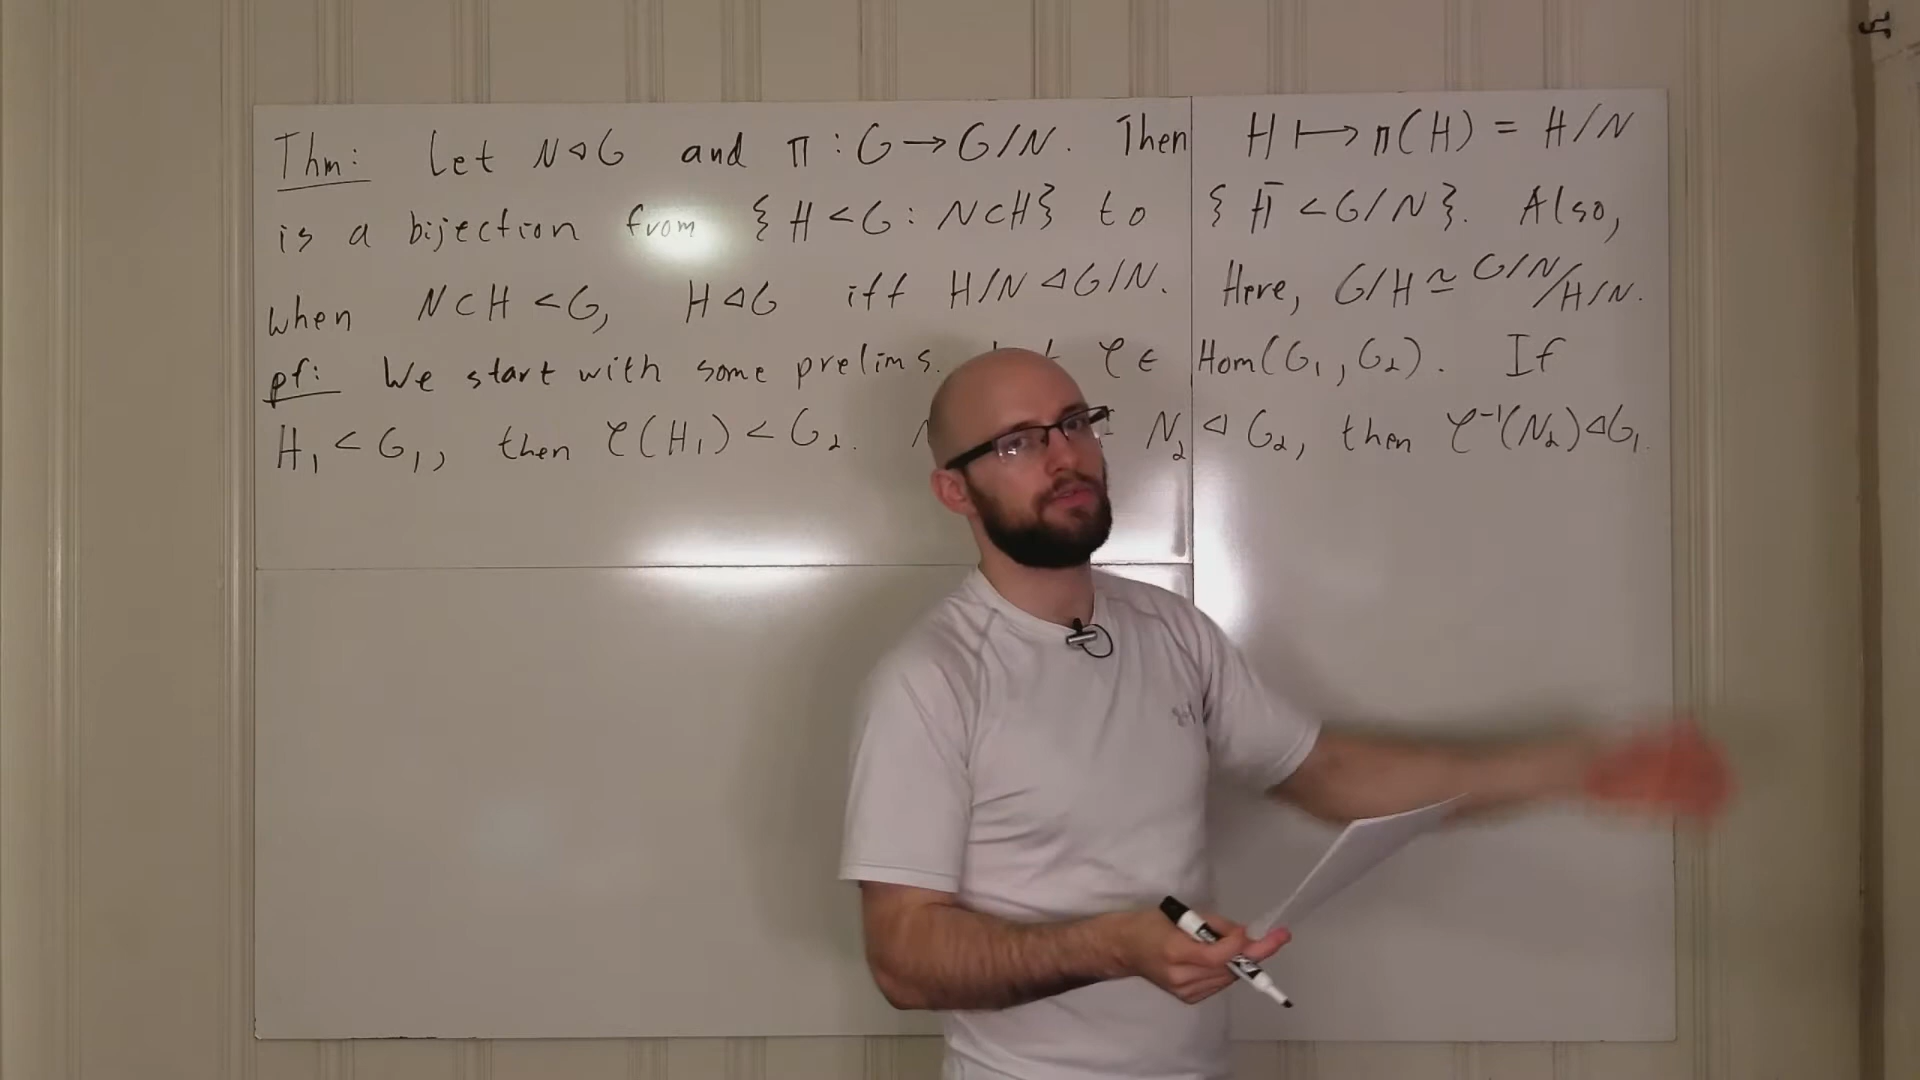 Thm: Let N ⊲ G and π : G → G/N. Then H ↦ π(H) = H/N
is a bijection from { H < G : N ⊂ H } to { H̄ < G/N }. Also,
when N ⊂ H < G, H ⊲ G iff H/N ⊲ G/N. Here, G/H ≃ G/N/H/N.
pf: We start with some prelims. φ ∈ Hom(G₁, G₂). If
H₁ < G₁, then φ(H₁) < G₂. N₂ ⊲ G₂, then φ⁻¹(N₂) ⊲ G₁.